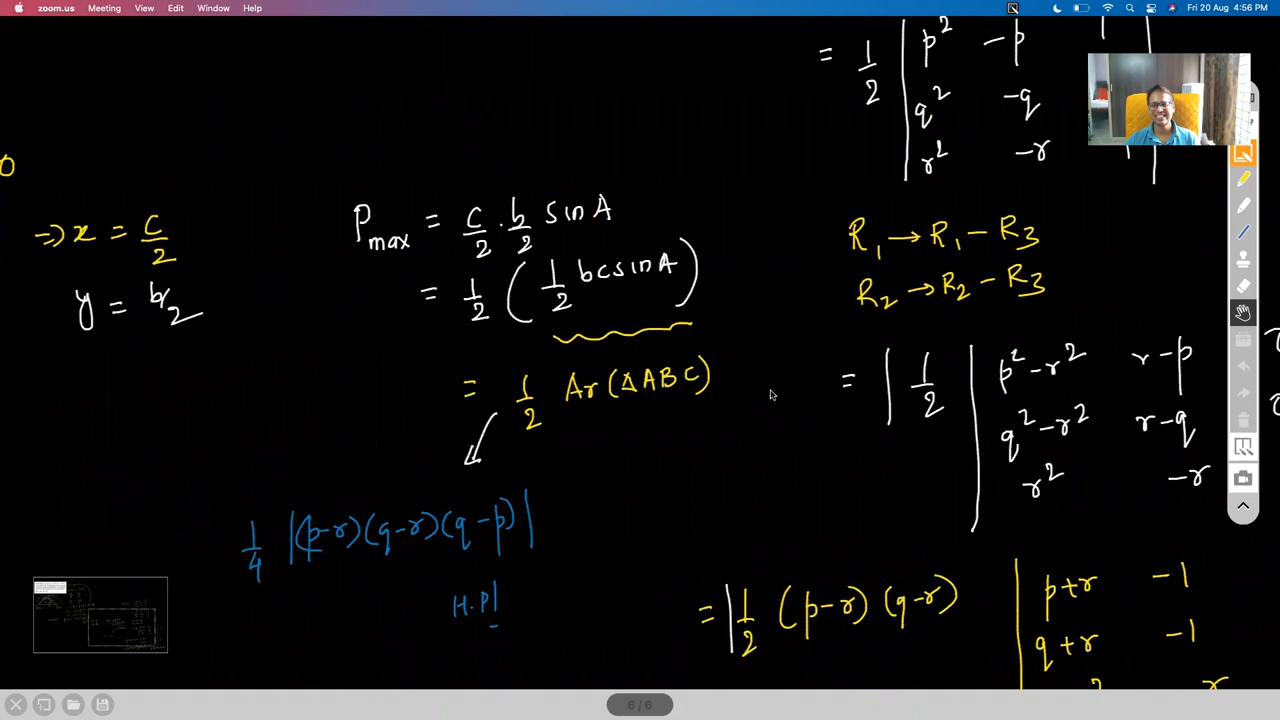 zoom.us Meeting View Edit Window Help
Fri 20 Aug 4:56 PM
0
=> x = c/2
y = b/2
P_max = c/2 . b/2 sin A
= 1/2 ( 1/2 bc sin A )
= 1/2 Ar (△ABC)
1/4 |(p-r)(q-r)(q-p)|
H.P!
= 1/2 | p² -p 1
q² -q
r² -r 1 |
R₁ → R₁ - R₃
R₂ → R₂ - R₃
= | 1/2 | p²-r² r-p
q²-r² r-q
r² -r
= | 1/2 (p-r) (q-r) | p+r -1
q+r -1
6 / 6